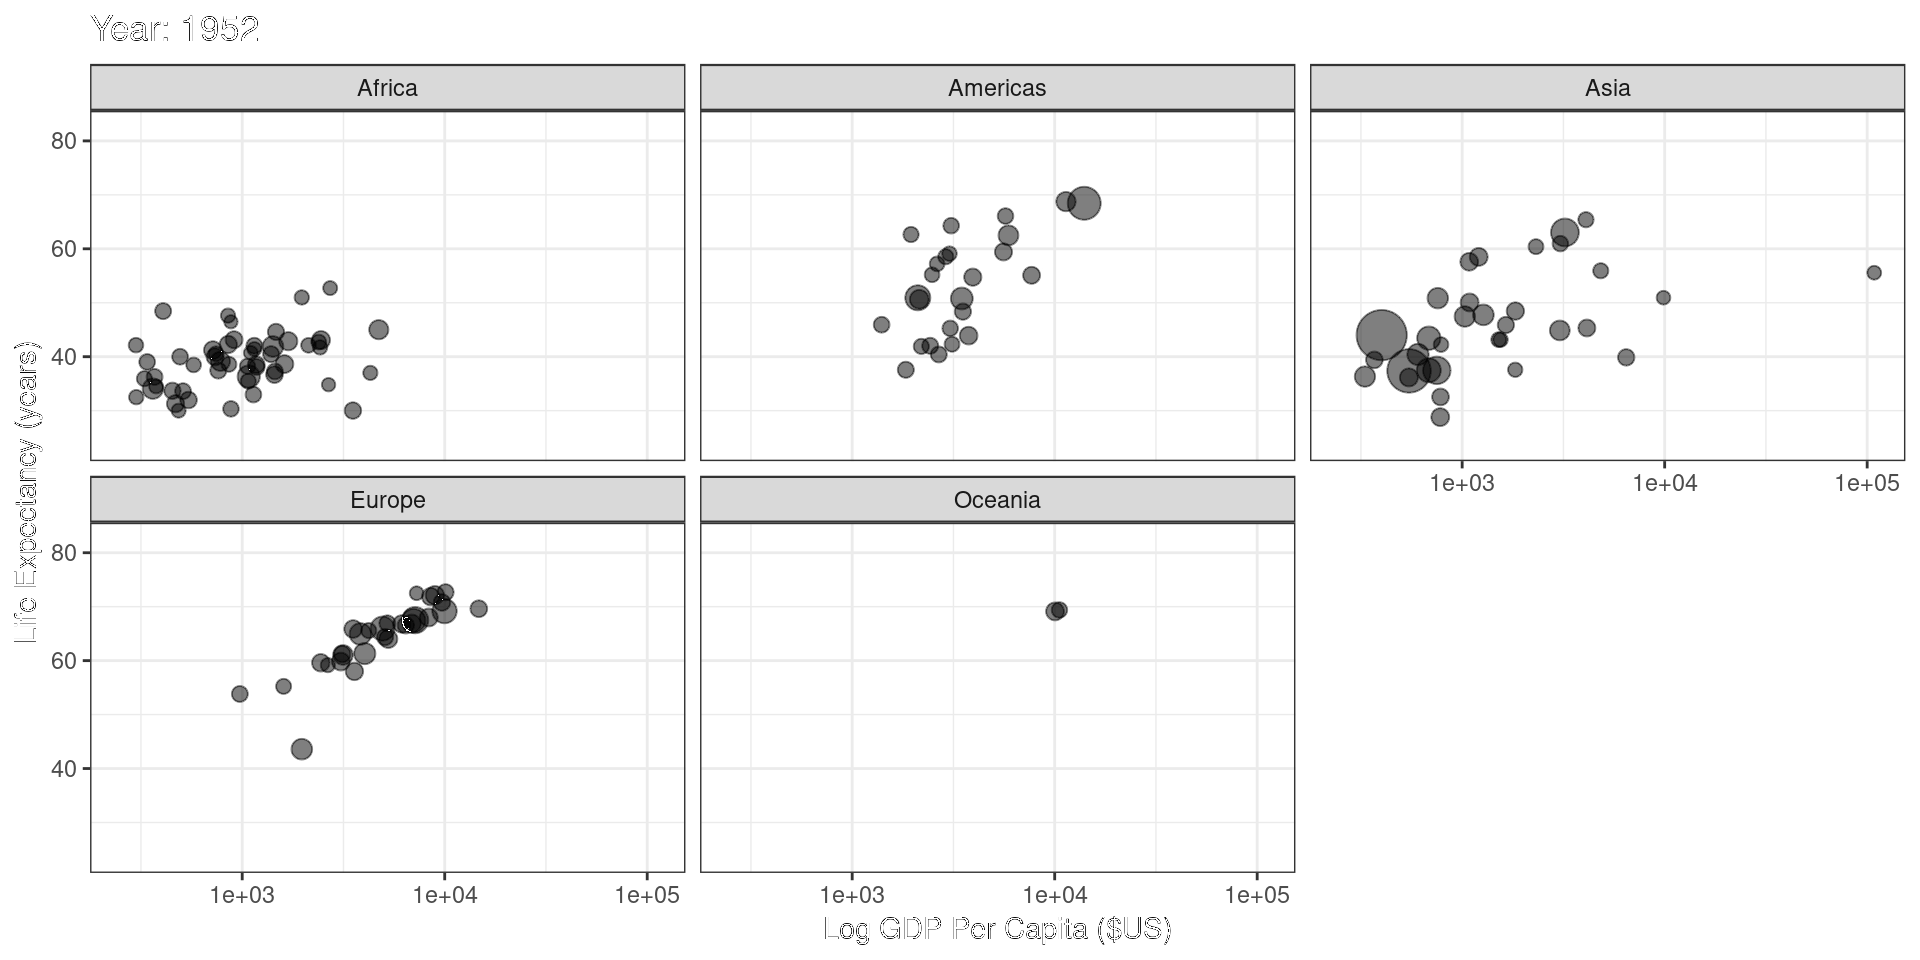 Year: 1952
Africa
Americas
Asia
80
60
40
Life Expectancy (years)
1e+03
1e+04
1e+05
Europe
Oceania
80
60
40
1e+03
1e+04
1e+05
1e+03
1e+04
1e+05
Log GDP Per Capita ($US)